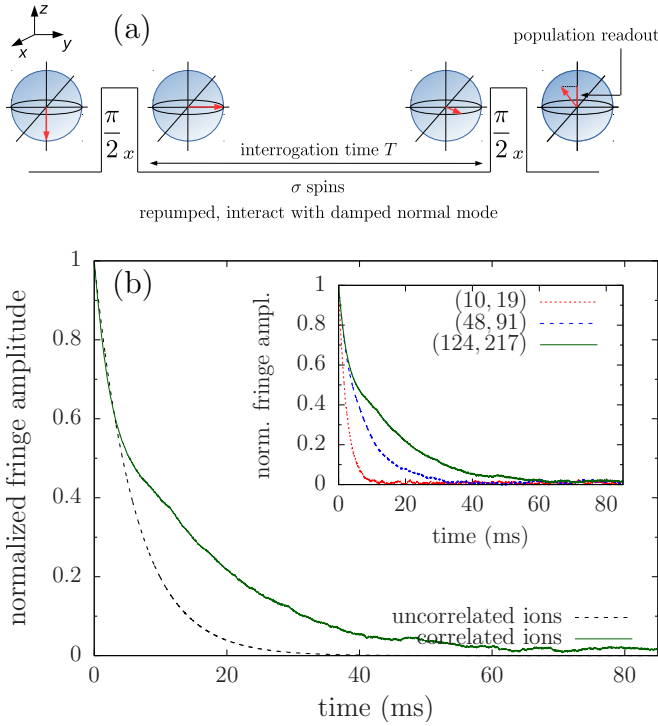 (a)
z
y
x
population readout
π/2 x
π/2 x
interrogation time T
σ spins
repumped, interact with damped normal mode
(b)
normalized fringe amplitude
1
0.8
0.6
0.4
0.2
0
0 20 40 60 80
time (ms)
uncorrelated ions
correlated ions
norm. fringe ampl.
1
0.8
0.6
0.4
0.2
0
0 20 40 60 80
time (ms)
(10, 19)
(48, 91)
(124, 217)